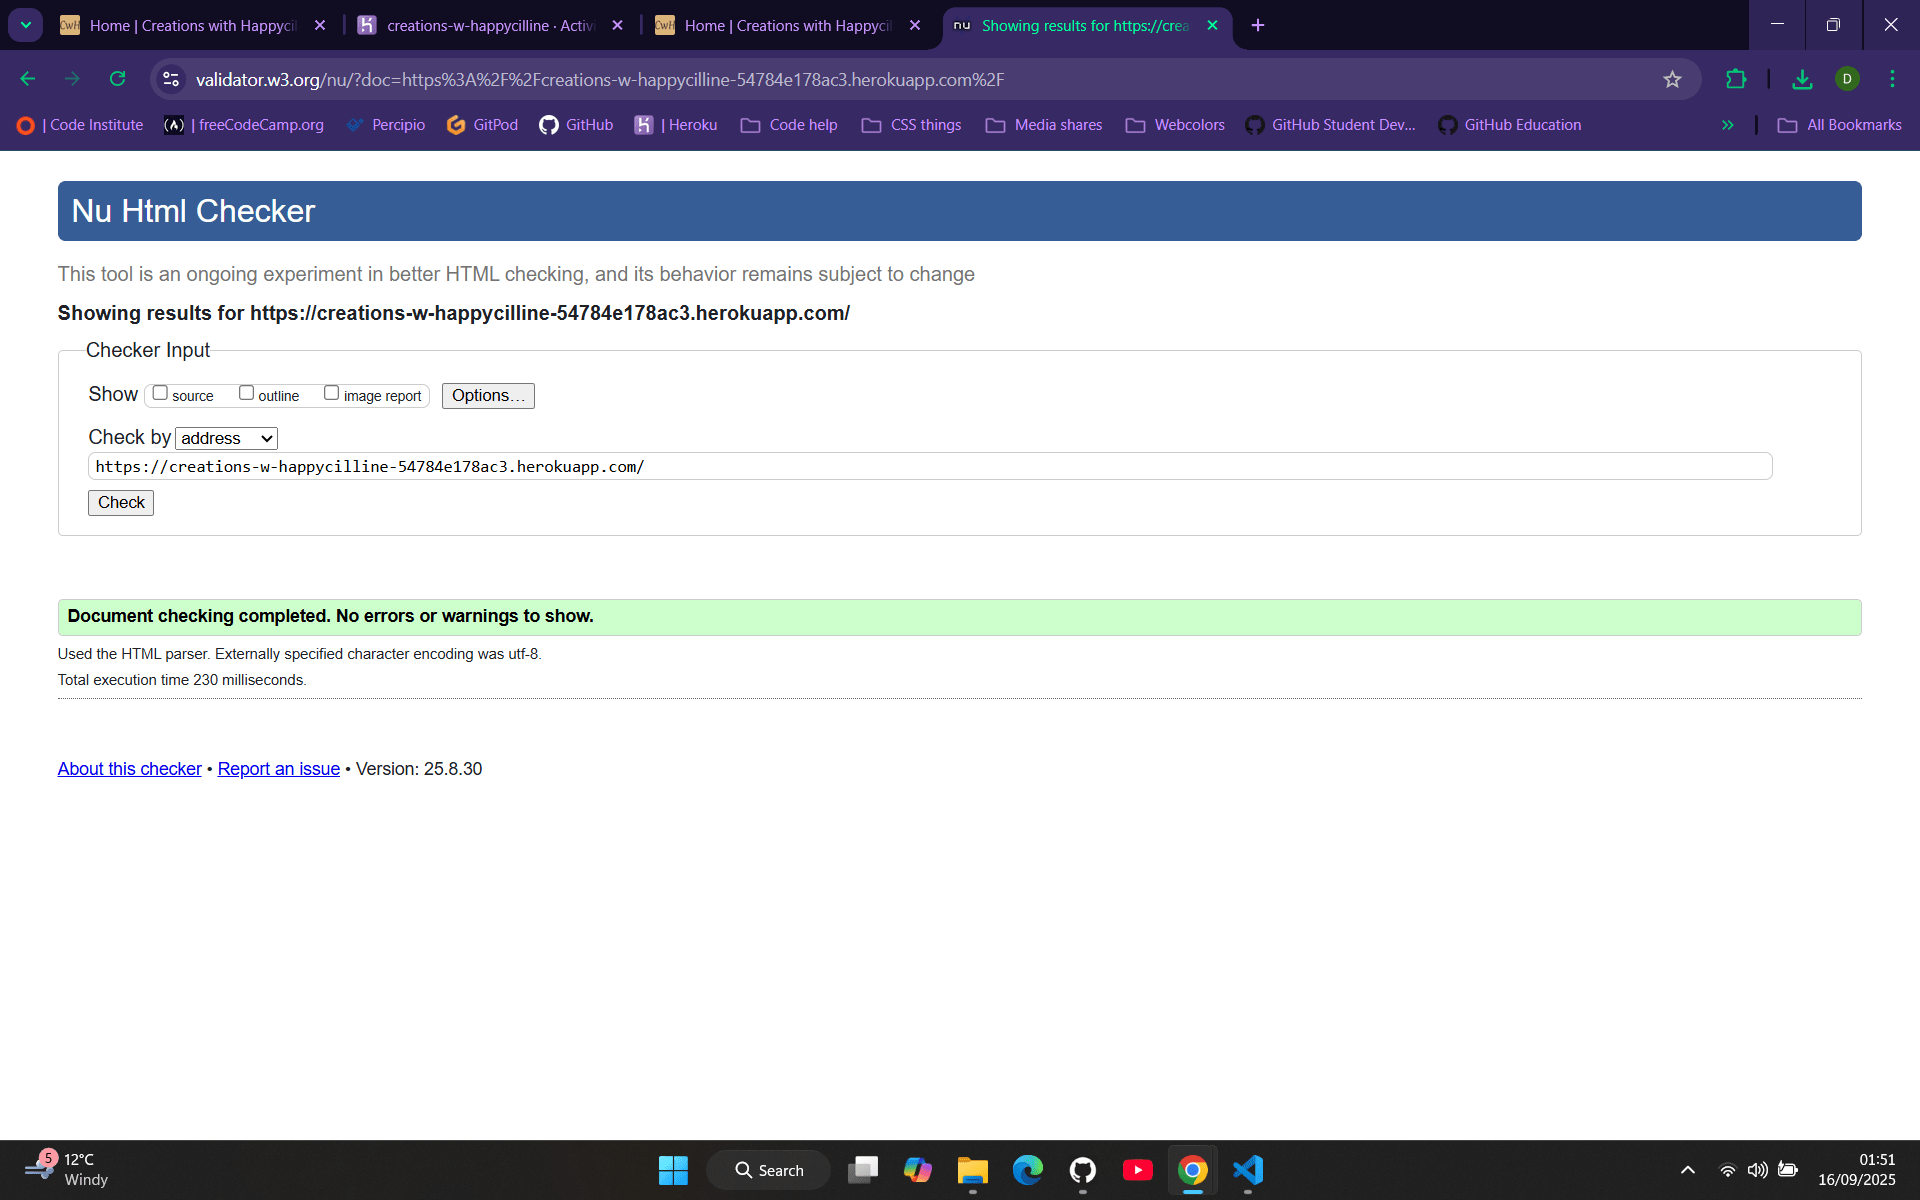 CwH Home | Creations with Happyci
creations-w-happycilline · Activi
CwH Home | Creations with Happycil
nu Showing results for https://crea
validator.w3.org/nu/?doc=https%3A%2F%2Fcreations-w-happycilline-54784e178ac3.herokuapp.com%2F
D
| Code Institute
| freeCodeCamp.org
Percipio
GitPod
GitHub
| Heroku
Code help
CSS things
Media shares
Webcolors
GitHub Student Dev...
GitHub Education
All Bookmarks
Nu Html Checker
This tool is an ongoing experiment in better HTML checking, and its behavior remains subject to change
Showing results for https://creations-w-happycilline-54784e178ac3.herokuapp.com/
Checker Input
Show source outline image report Options…
Check by address
https://creations-w-happycilline-54784e178ac3.herokuapp.com/
Check
Document checking completed. No errors or warnings to show.
Used the HTML parser. Externally specified character encoding was utf-8.
Total execution time 230 milliseconds.
About this checker • Report an issue • Version: 25.8.30
5
12°C
Windy
Search
01:51
16/09/2025